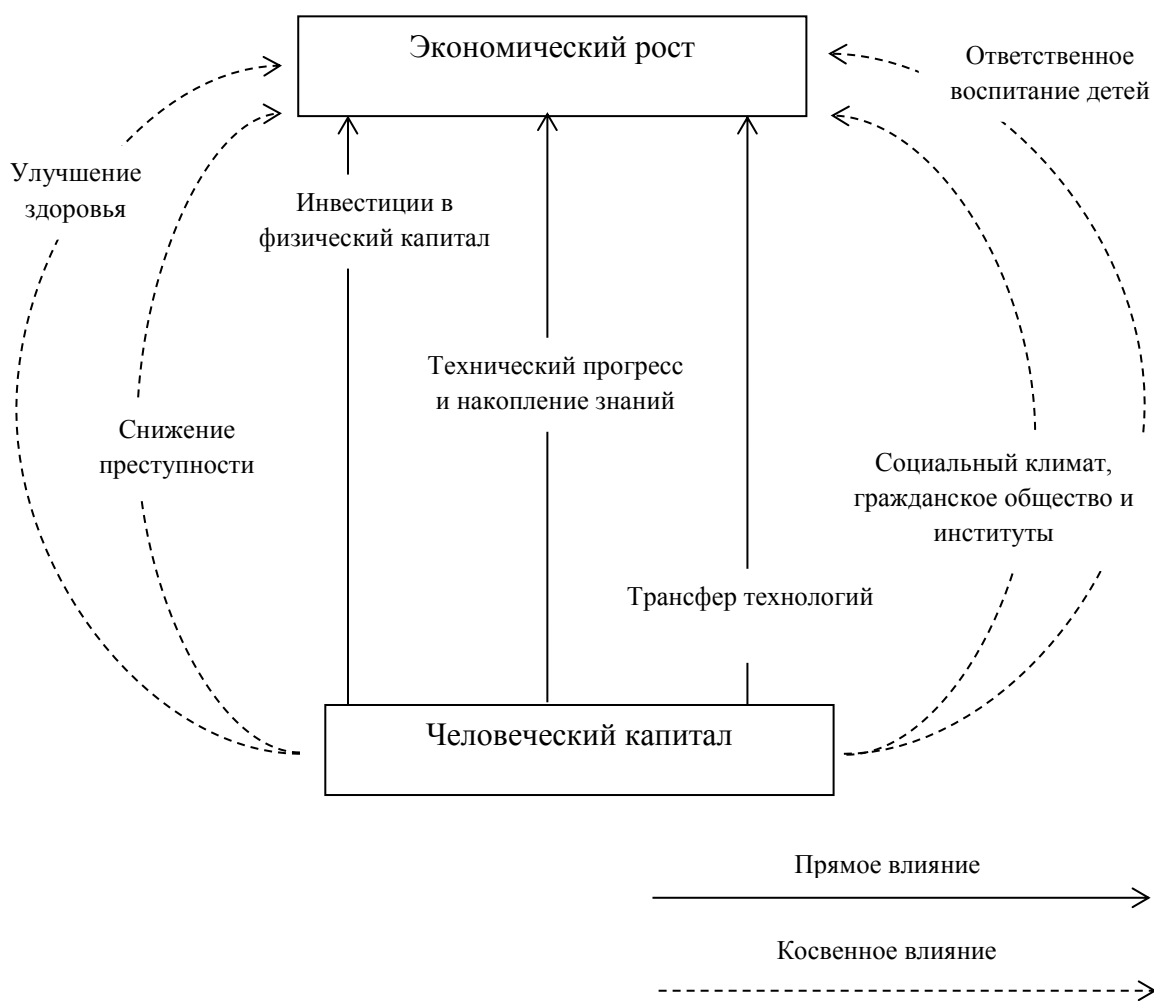 Экономический рост
Ответственное
воспитание детей
Улучшение
здоровья
Инвестиции в
физический капитал
Технический прогресс
и накопление знаний
Снижение
преступности
Социальный климат,
гражданское общество и
институты
Трансфер технологий
Человеческий капитал
Прямое влияние
Косвенное влияние